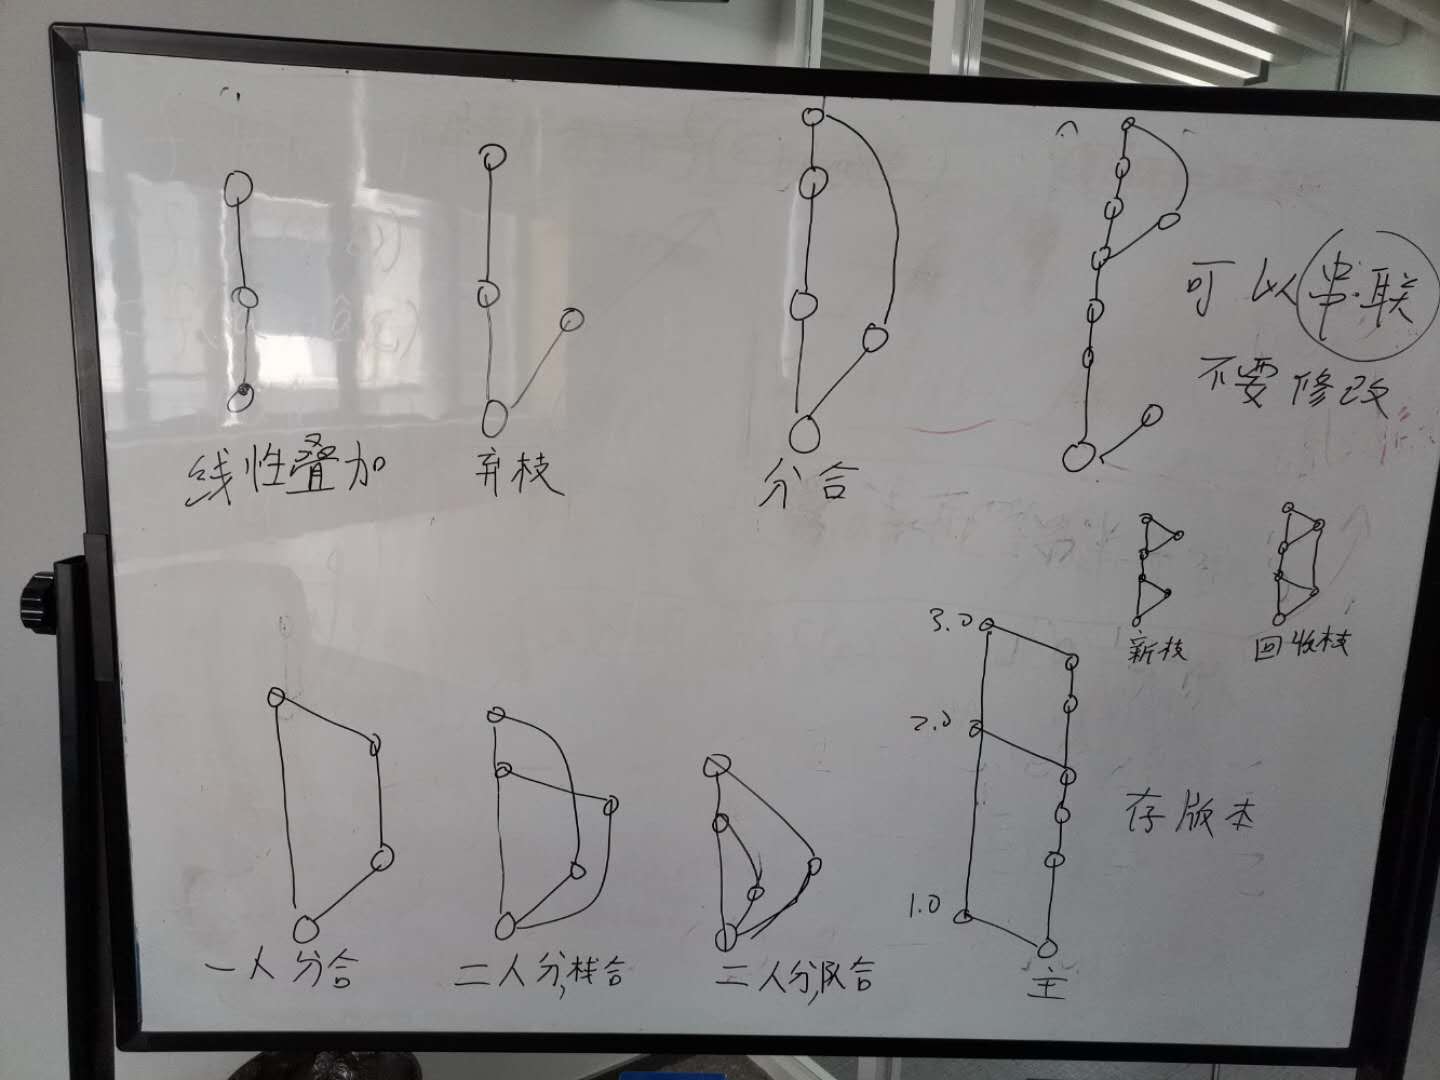 线性叠加
弃枝
分合
可以串联
不要修改
新枝
回收枝
3.0
2.0
1.0
存版本
主
一人分合
二人分,栈合
二人分,队合